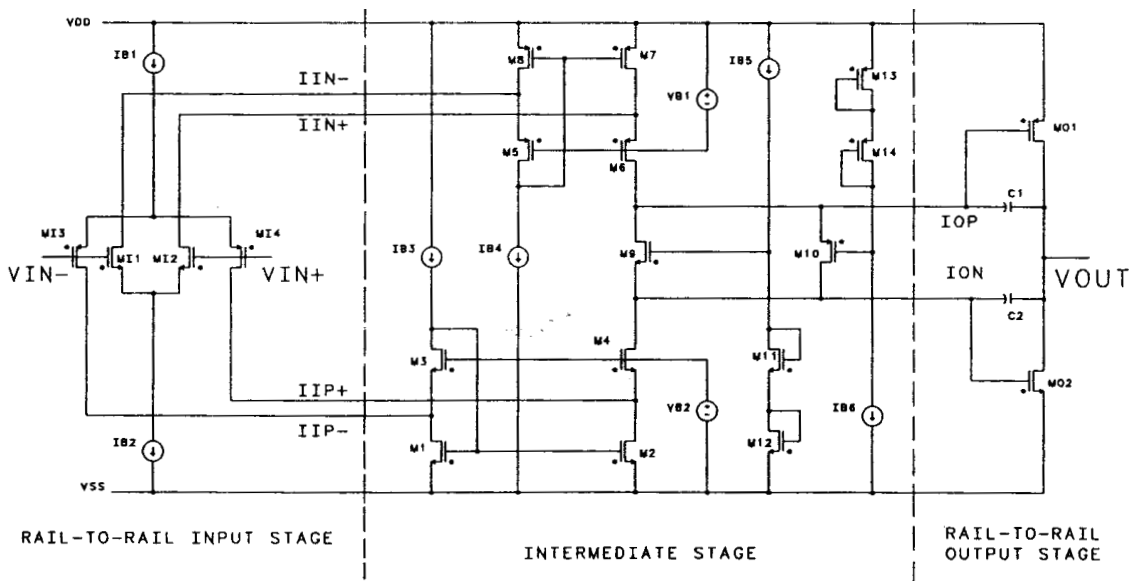 VDD
IB1
IIN-
IIN+
M8
M7
VB1
IB5
M13
M5
M6
M14
MO1
C1
IOP
MI3
MI4
MI1
MI2
VIN-
VIN+
IB3
IB4
M9
M10
ION
VOUT
C2
M3
M4
M11
MO2
IIP+
IIP-
VB2
IB6
IB2
M1
M2
M12
VSS
RAIL-TO-RAIL INPUT STAGE
INTERMEDIATE STAGE
RAIL-TO-RAIL
OUTPUT STAGE